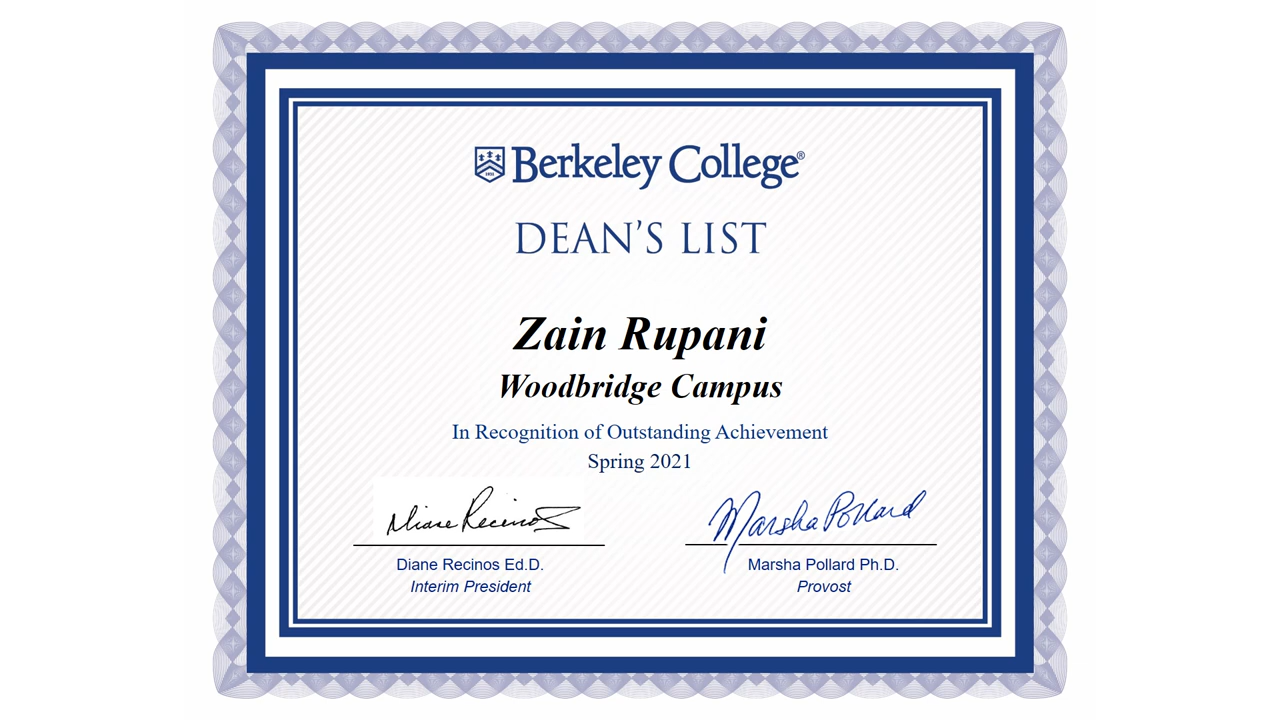 Berkeley College®
DEAN'S LIST
Zain Rupani
Woodbridge Campus
In Recognition of Outstanding Achievement
Spring 2021
Diane Recinos
Marsha Pollard
Diane Recinos Ed.D.
Marsha Pollard Ph.D.
Interim President
Provost